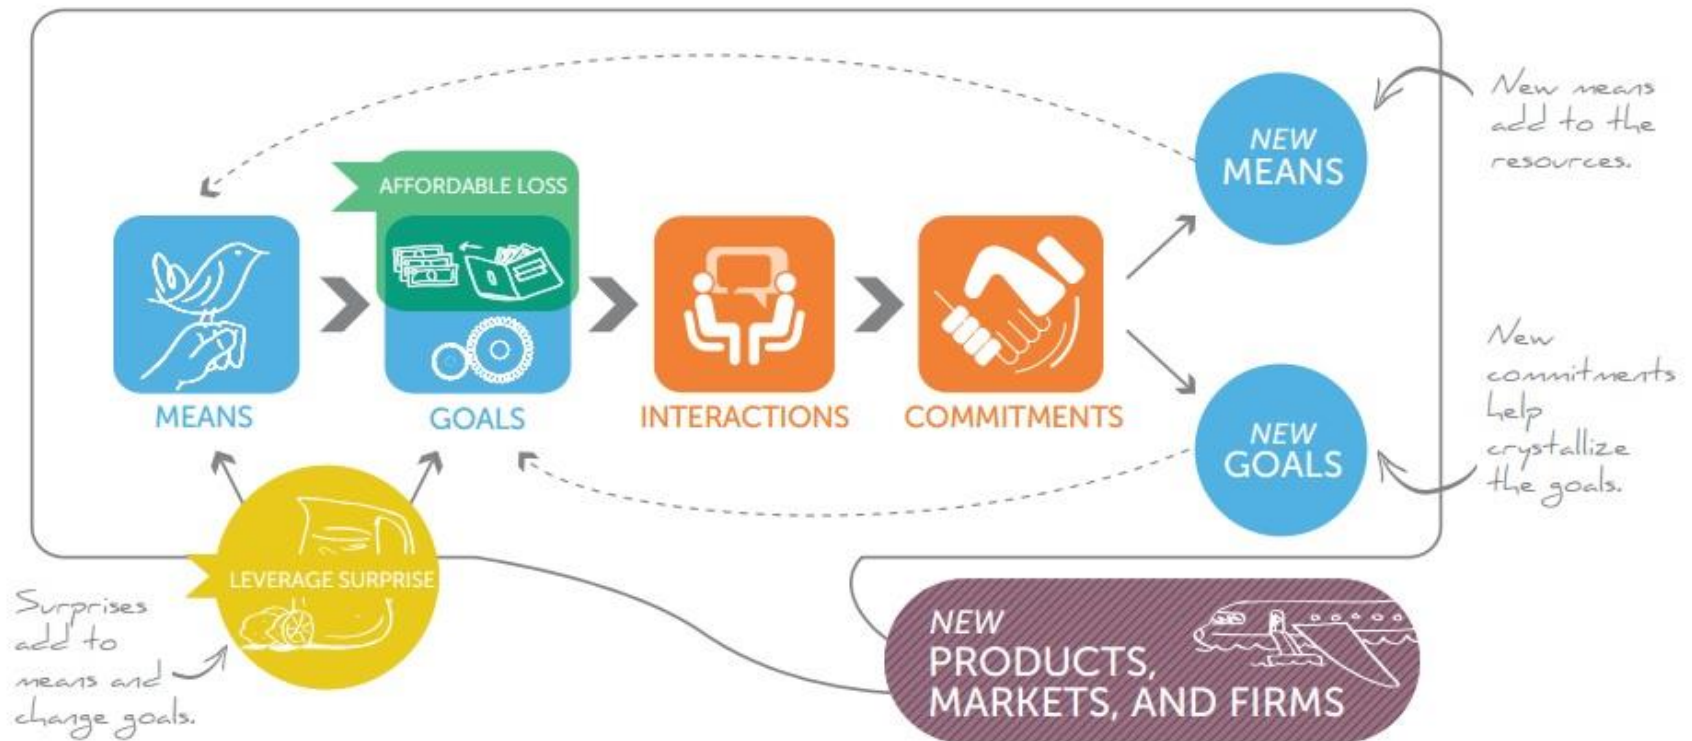 NEW
MEANS
New means
add to the
resources.
AFFORDABLE LOSS
MEANS
GOALS
INTERACTIONS
COMMITMENTS
NEW
GOALS
New
commitments
help
crystallize
the goals.
LEVERAGE SURPRISE
Surprises
add to
means and
change goals.
NEW
PRODUCTS,
MARKETS, AND FIRMS